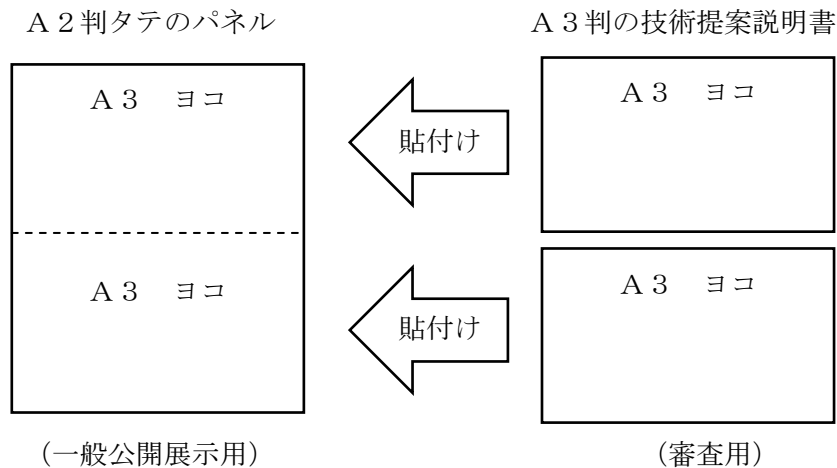 Ａ２判タテのパネル
Ａ３判の技術提案説明書
Ａ３　ヨコ
貼付け
Ａ３　ヨコ
Ａ３　ヨコ
貼付け
Ａ３　ヨコ
（一般公開展示用）
（審査用）